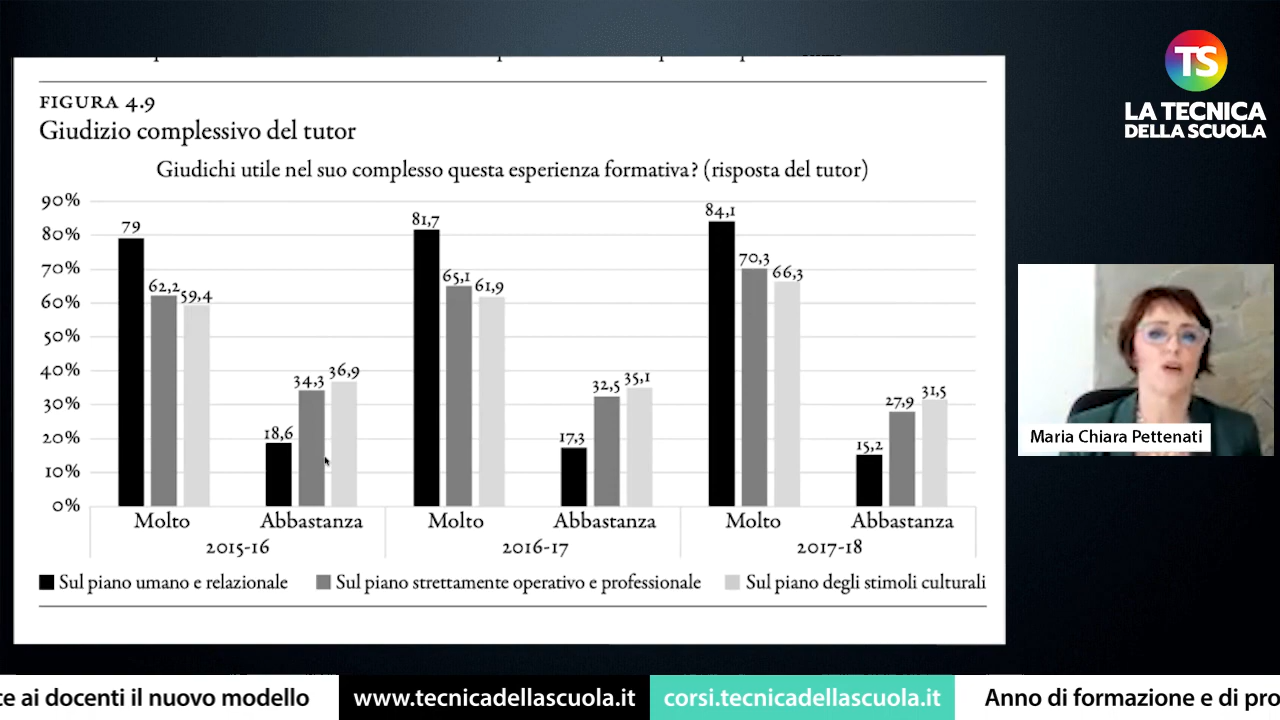 FIGURA 4.9
Giudizio complessivo del tutor
Giudichi utile nel suo complesso questa esperienza formativa? (risposta del tutor)
90%
80%
70%
60%
50%
40%
30%
20%
10%
0%
79
62,2
59,4
18,6
34,3
36,9
81,7
65,1
61,9
17,3
32,5
35,1
84,1
70,3
66,3
15,2
27,9
31,5
Molto Abbastanza Molto Abbastanza Molto Abbastanza
2015-16 2016-17 2017-18
Sul piano umano e relazionale Sul piano strettamente operativo e professionale Sul piano degli stimoli culturali
TS
LA TECNICA
DELLA SCUOLA
Maria Chiara Pettenati
te ai docenti il nuovo modello www.tecnicadellascuola.it corsi.tecnicadellascuola.it Anno di formazione e di pro